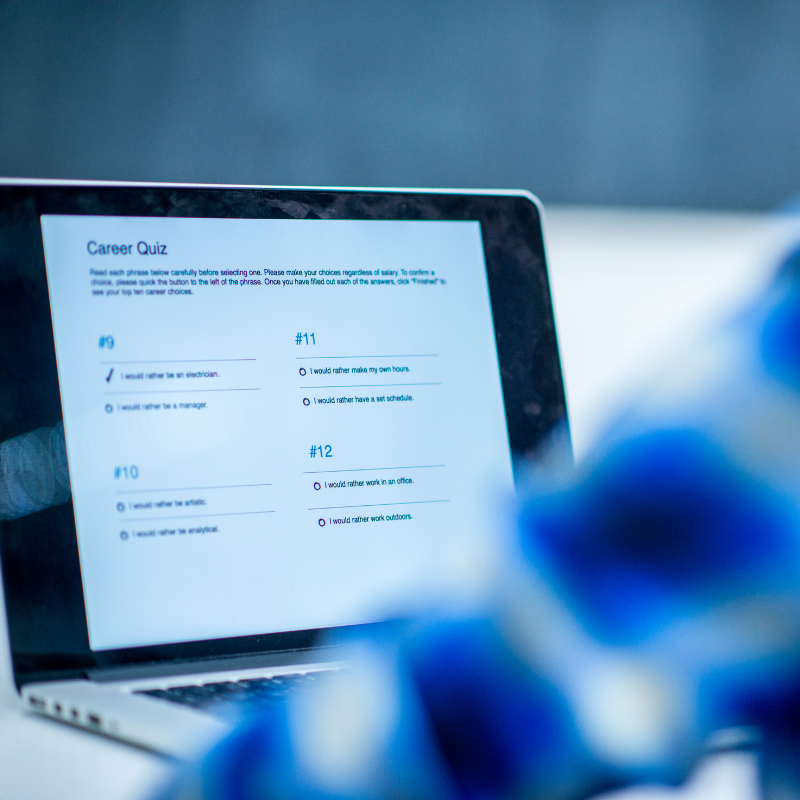 Career Quiz
Read each phrase below carefully before selecting one. Please make your choices regardless of salary. To confirm a
choice, please quick the button to the left of the phrase. Once you have filled out each of the answers, click "Finished" to
see your top ten career choices.
#9
I would rather be an electrician.
I would rather be a manager.
#10
I would rather be artistic.
I would rather be analytical.
#11
I would rather make my own hours.
I would rather have a set schedule.
#12
I would rather work in an office.
I would rather work outdoors.